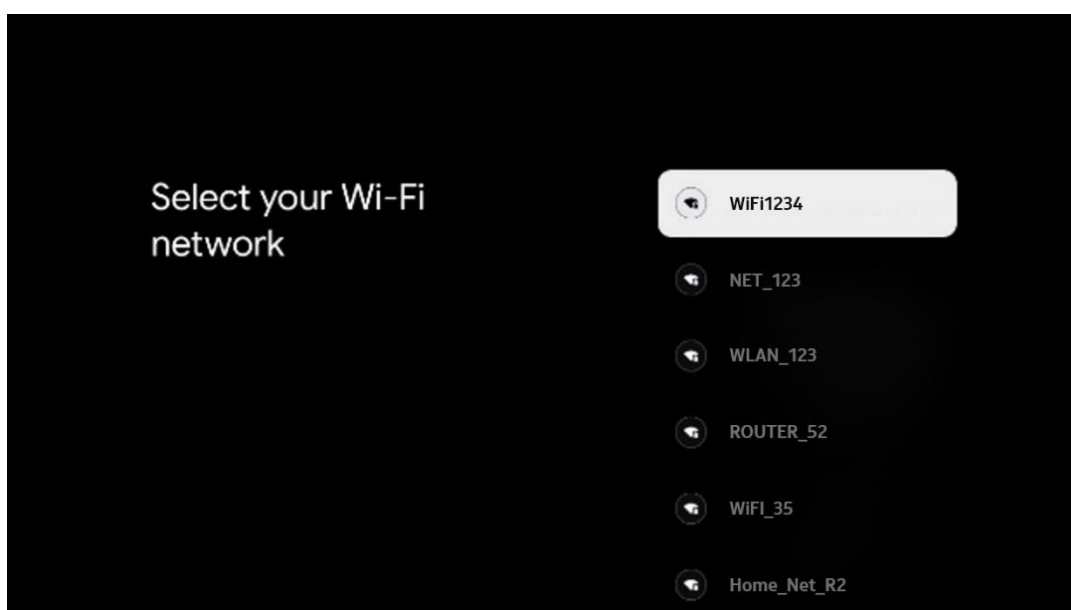 Select your Wi-Fi
network
WiFi1234
NET_123
WLAN_123
ROUTER_52
WiFI_35
Home_Net_R2